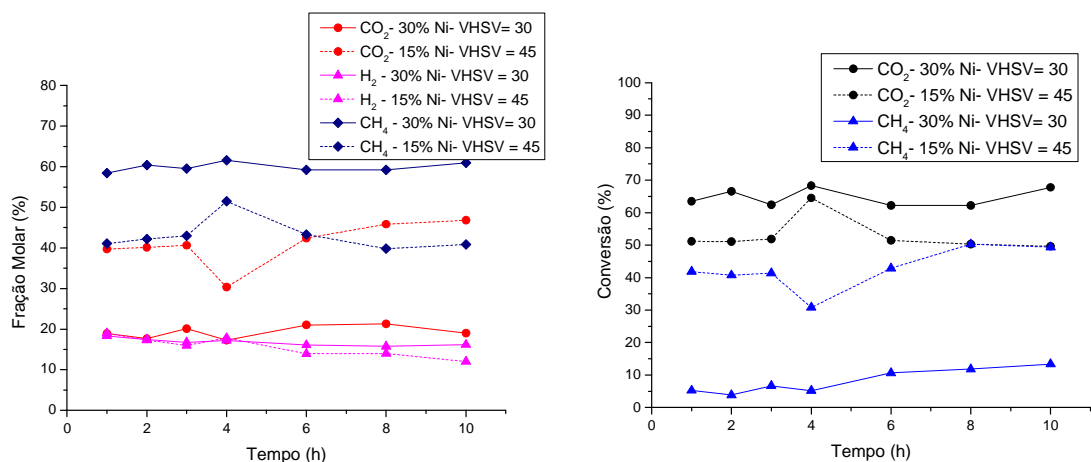 CO₂- 30% Ni- VHSV= 30
CO₂- 15% Ni- VHSV = 45
H₂ - 30% Ni- VHSV = 30
H₂ - 15% Ni- VHSV = 45
CH₄ - 30% Ni- VHSV= 30
CH₄ - 15% Ni- VHSV = 45
80
70
60
50
40
30
20
10
0
Fração Molar (%)
0
2
4
6
8
10
Tempo (h)
CO₂- 30% Ni- VHSV= 30
CO₂- 15% Ni- VHSV = 45
CH₄- 30% Ni- VHSV= 30
CH₄- 15% Ni- VHSV = 45
100
90
80
70
60
50
40
30
20
10
0
Conversão (%)
0
2
4
6
8
10
Tempo (h)